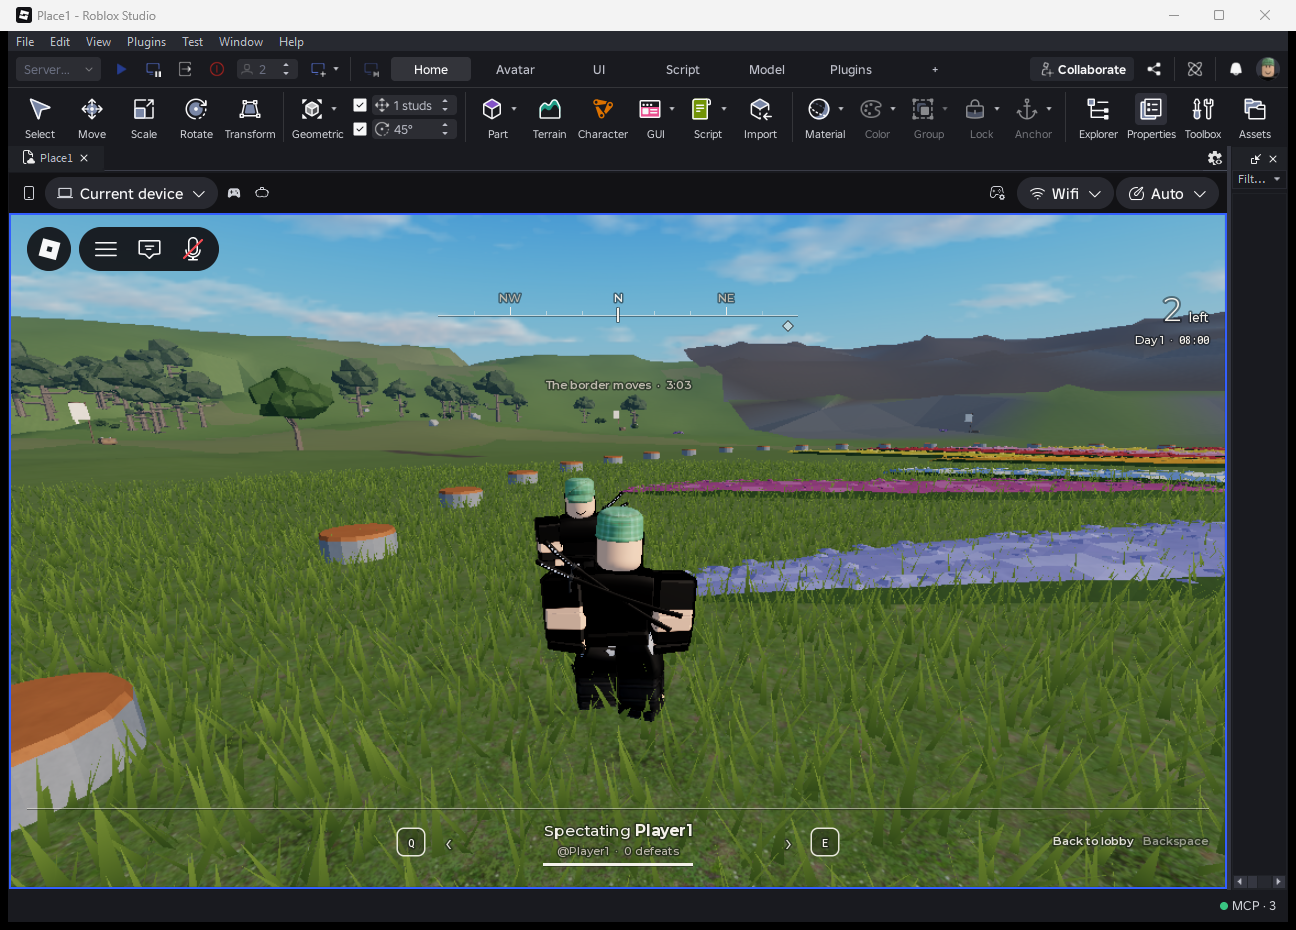 Place1 - Roblox Studio
File Edit View Plugins Test Window Help
Server... 2 Home Avatar UI Script Model Plugins + Collaborate
1 studs
45°
Select Move Scale Rotate Transform Geometric Part Terrain Character GUI Script Import Material Color Group Lock Anchor Explorer Properties Toolbox Assets
Place1
Filt...
Current device Wifi Auto
NW N NE
2 left
Day 1 · 08:00
The border moves · 3:03
Q ‹ Spectating Player1 › E
@Player1 · 0 defeats
Back to lobby Backspace
MCP · 3